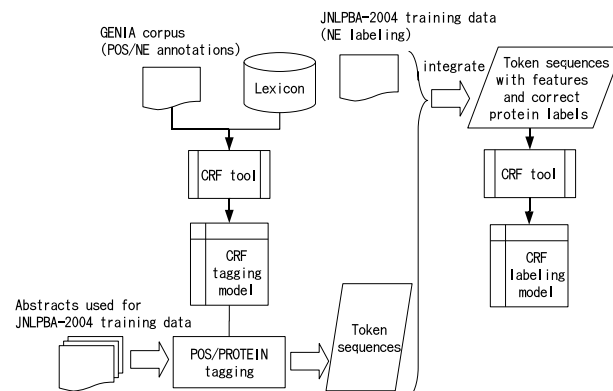 GENIA corpus
(POS/NE annotations)
Lexicon
CRF tool
CRF
tagging
model
Abstracts used for
JNLPBA-2004 training data
POS/PROTEIN
tagging
Token
sequences
JNLPBA-2004 training data
(NE labeling)
integrate
Token sequences
with features
and correct
protein labels
CRF tool
CRF
labeling
model